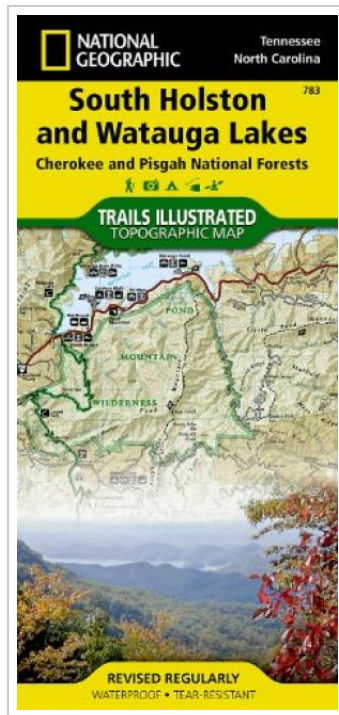 NATIONAL
GEOGRAPHIC
Tennessee
North Carolina
783
South Holston
and Watauga Lakes
Cherokee and Pisgah National Forests
TRAILS ILLUSTRATED
TOPOGRAPHIC MAP
POND
MOUNTAIN
WILDERNESS
REVISED REGULARLY
WATERPROOF • TEAR-RESISTANT